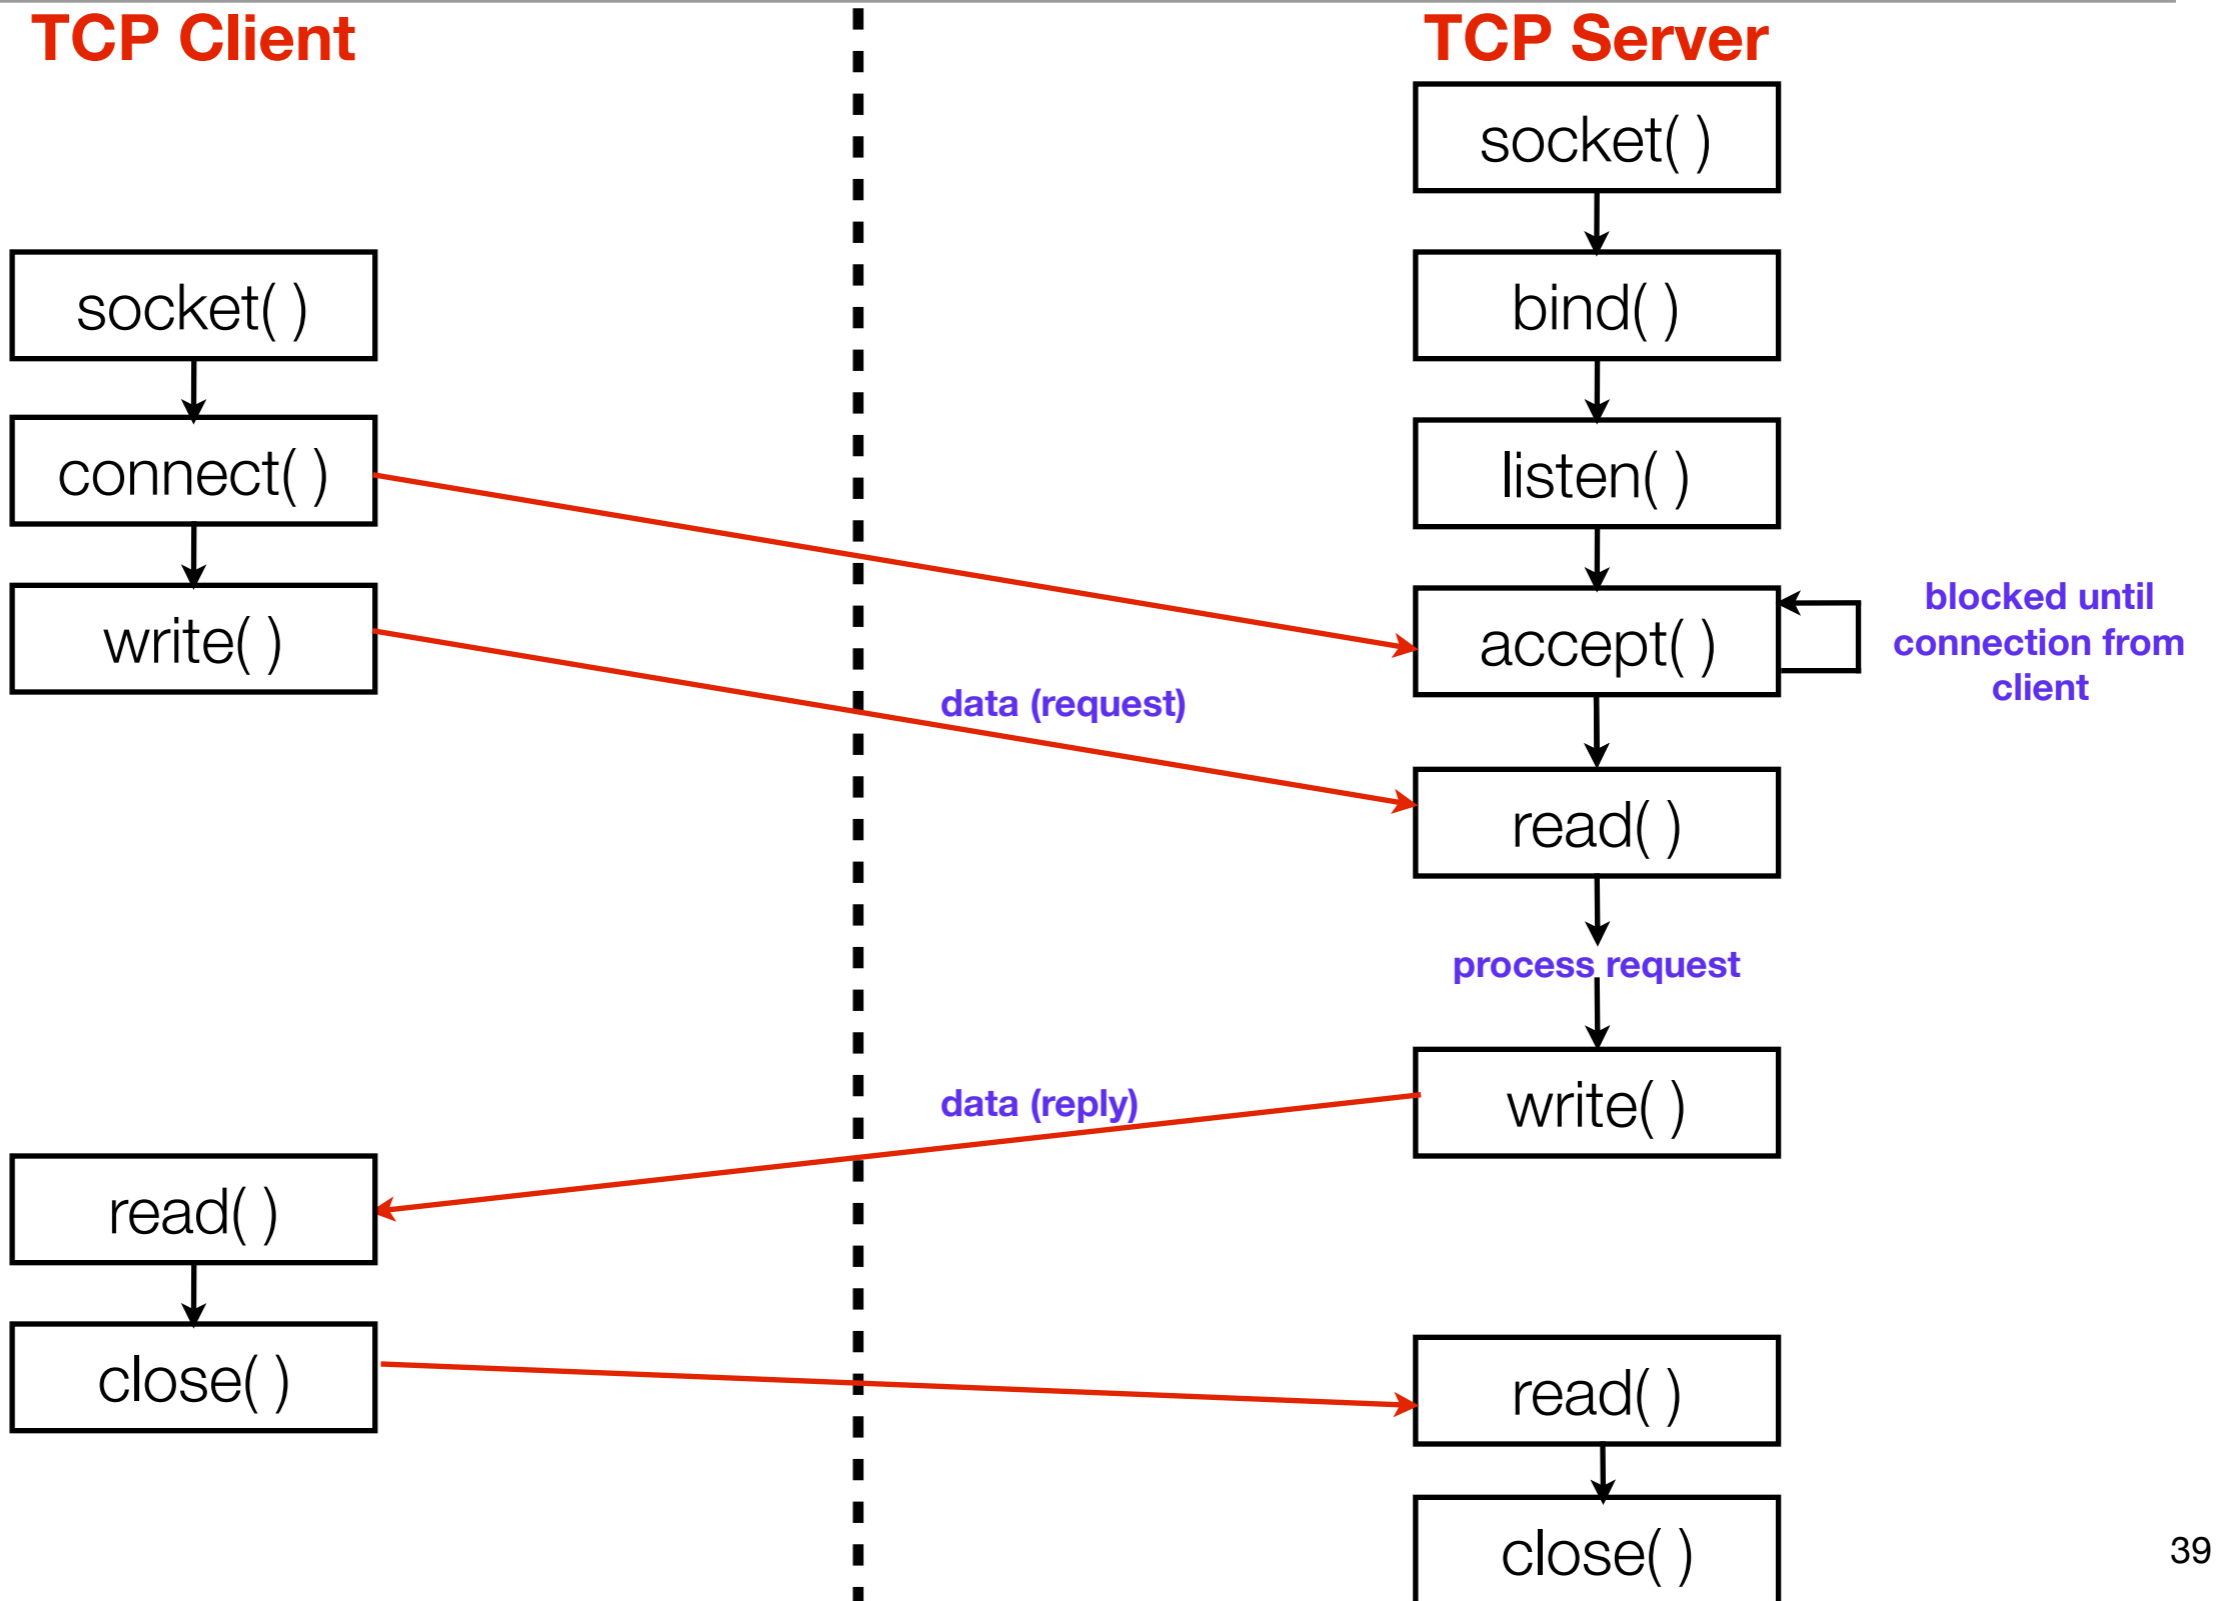 TCP Client
TCP Server
socket( )
socket( )
bind( )
connect( )
listen( )
write( )
accept( )
blocked until
connection from
client
data (request)
read( )
process request
data (reply)
write( )
read( )
close( )
read( )
close( )
39